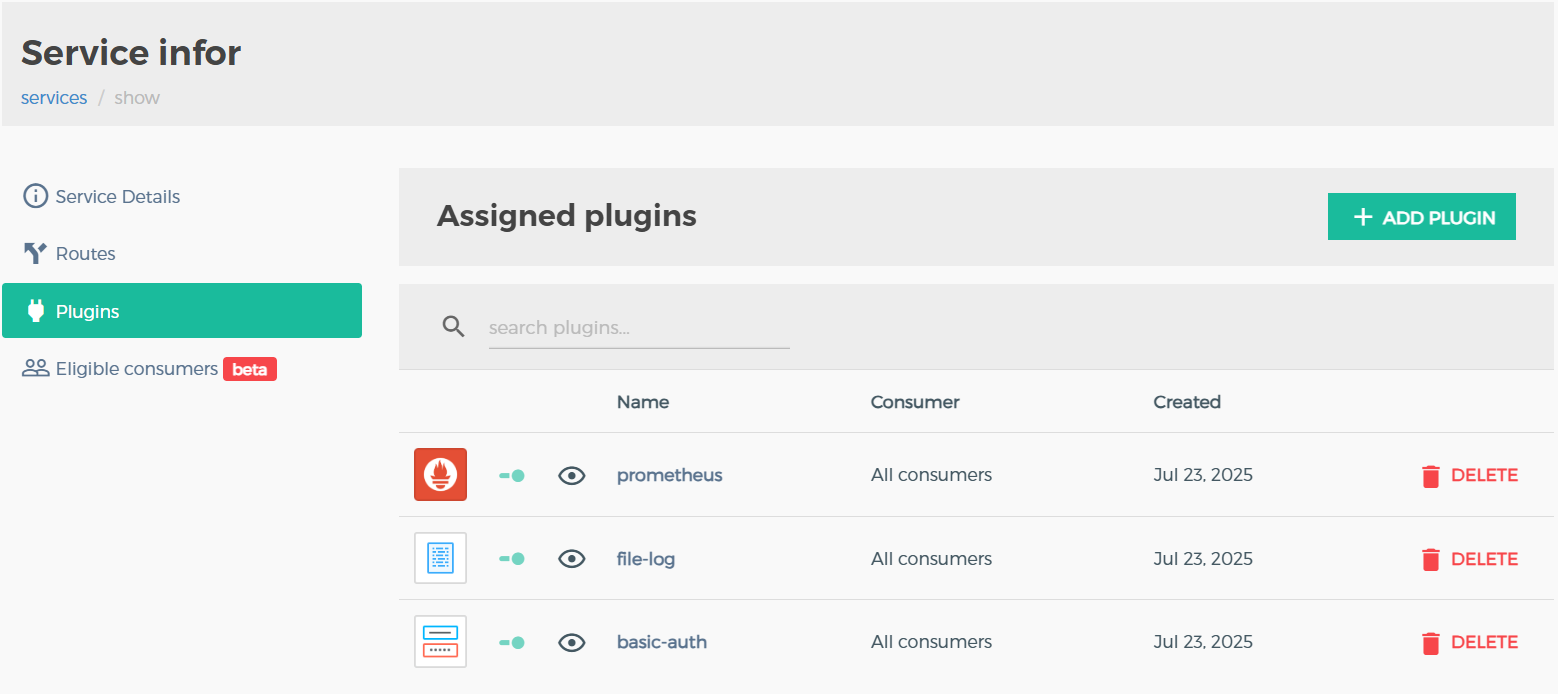 Service infor
services / show
Service Details
Routes
Plugins
Eligible consumers beta
Assigned plugins
+ ADD PLUGIN
search plugins...
Name Consumer Created
prometheus All consumers Jul 23, 2025 DELETE
file-log All consumers Jul 23, 2025 DELETE
basic-auth All consumers Jul 23, 2025 DELETE